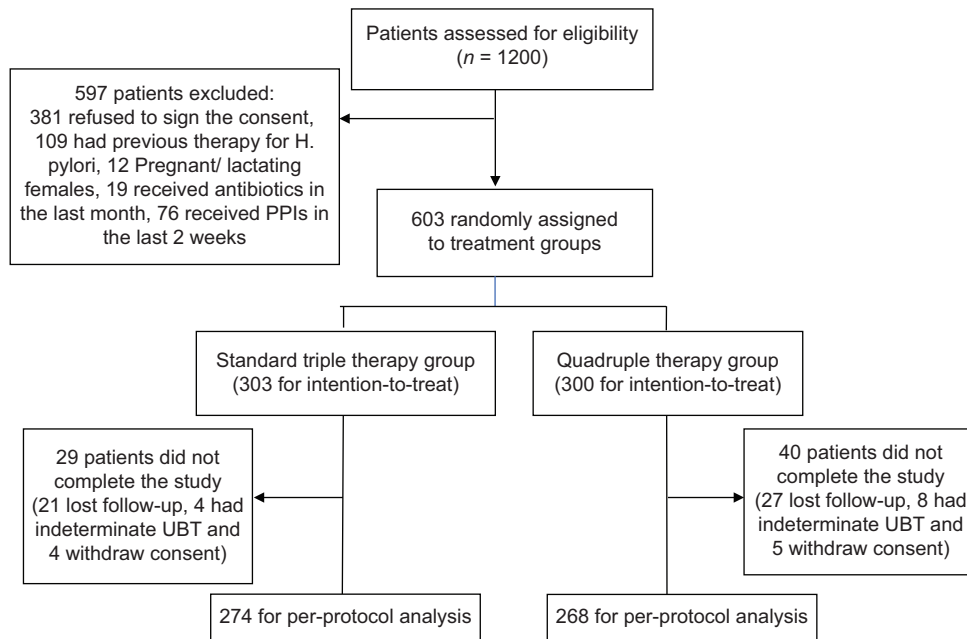 Patients assessed for eligibility
(n = 1200)
597 patients excluded:
381 refused to sign the consent,
109 had previous therapy for H.
pylori, 12 Pregnant/ lactating
females, 19 received antibiotics in
the last month, 76 received PPIs in
the last 2 weeks
603 randomly assigned
to treatment groups
Standard triple therapy group
(303 for intention-to-treat)
Quadruple therapy group
(300 for intention-to-treat)
29 patients did not
complete the study
(21 lost follow-up, 4 had
indeterminate UBT and
4 withdraw consent)
40 patients did not
complete the study
(27 lost follow-up, 8 had
indeterminate UBT and
5 withdraw consent)
274 for per-protocol analysis
268 for per-protocol analysis